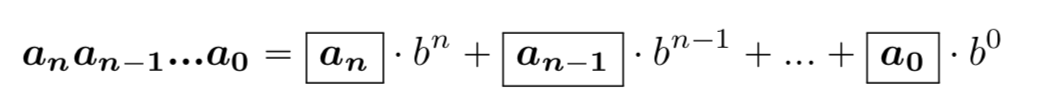 aₙaₙ₋₁...a₀ = aₙ · bⁿ + aₙ₋₁ · bⁿ⁻¹ + ... + a₀ · b⁰